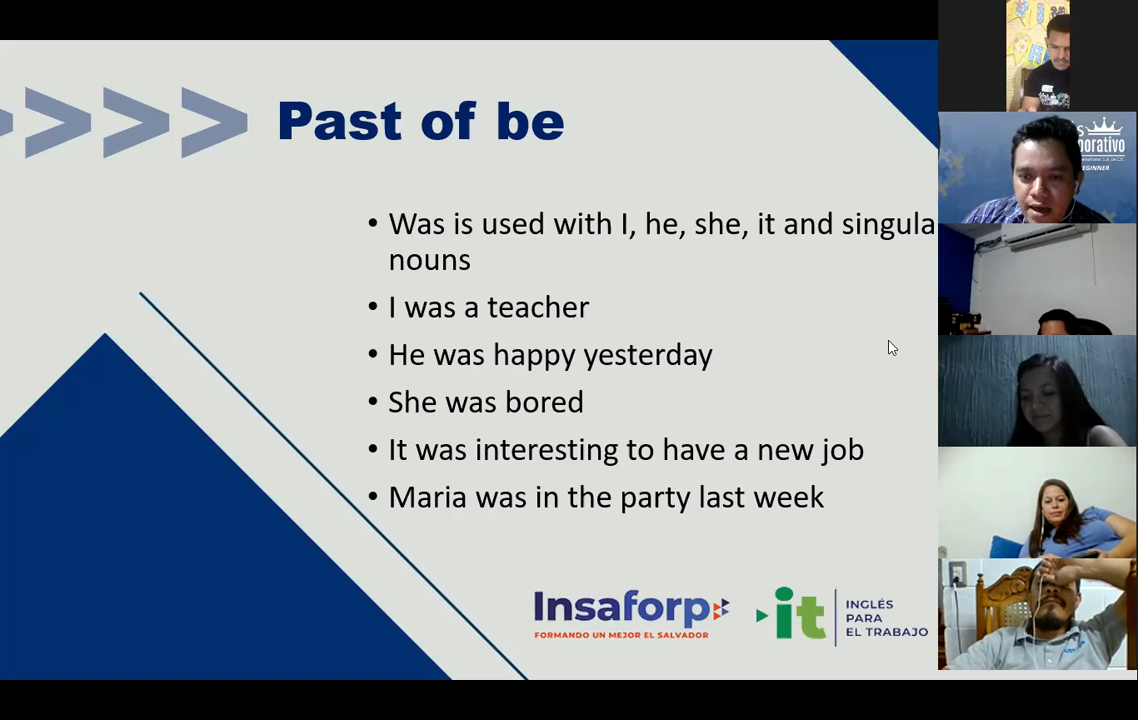 Past of be
• Was is used with I, he, she, it and singula
nouns
• I was a teacher
• He was happy yesterday
• She was bored
• It was interesting to have a new job
• Maria was in the party last week
Insaforp
FORMANDO UN MEJOR EL SALVADOR
it
INGLÉS
PARA
EL TRABAJO
s
porativo
EGINNER